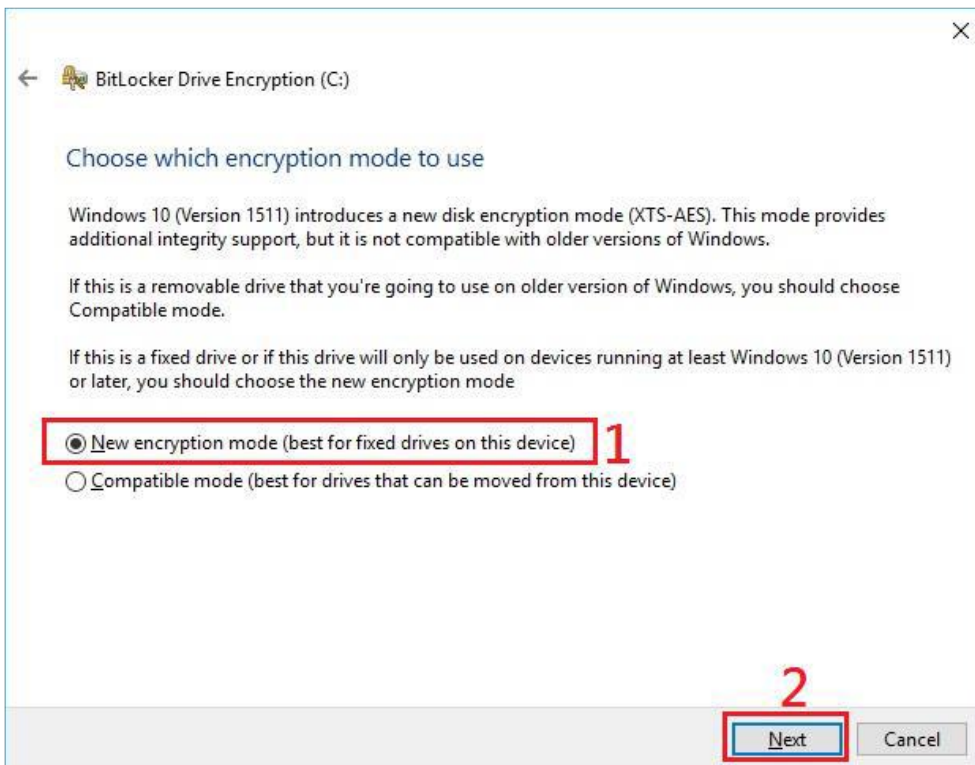 BitLocker Drive Encryption (C:)
Choose which encryption mode to use
Windows 10 (Version 1511) introduces a new disk encryption mode (XTS-AES). This mode provides
additional integrity support, but it is not compatible with older versions of Windows.
If this is a removable drive that you're going to use on older version of Windows, you should choose
Compatible mode.
If this is a fixed drive or if this drive will only be used on devices running at least Windows 10 (Version 1511)
or later, you should choose the new encryption mode
New encryption mode (best for fixed drives on this device) 1
Compatible mode (best for drives that can be moved from this device)
2
Next Cancel